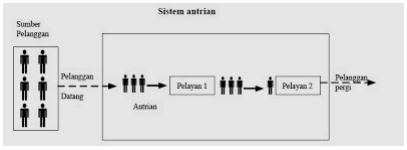 Sistem antrian
Sumber
Pelanggan
Pelanggan
Datang
Antrian
Pelayan 1
Pelayan 2
Pelanggan
pergi